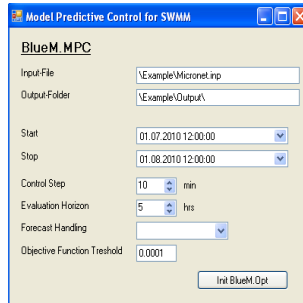 Model Predictive Control for SWMM
BlueM.MPC
Input-File \Example\Micronet.inp
Output-Folder \Example\Output\
Start 01.07.2010 12:00:00
Stop 01.08.2010 12:00:00
Control Step 10 min
Evaluation Horizon 5 hrs
Forecast Handling
Objective Function Treshold 0.0001
Init BlueM.Opt